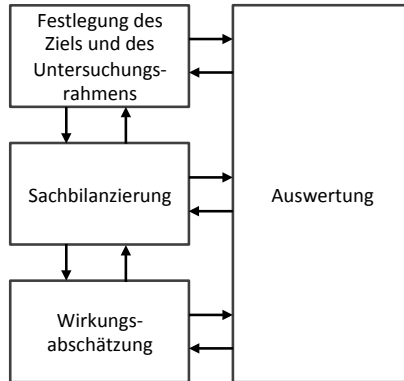 Festlegung des
Ziels und des
Untersuchungs-
rahmens
Sachbilanzierung
Auswertung
Wirkungs-
abschätzung